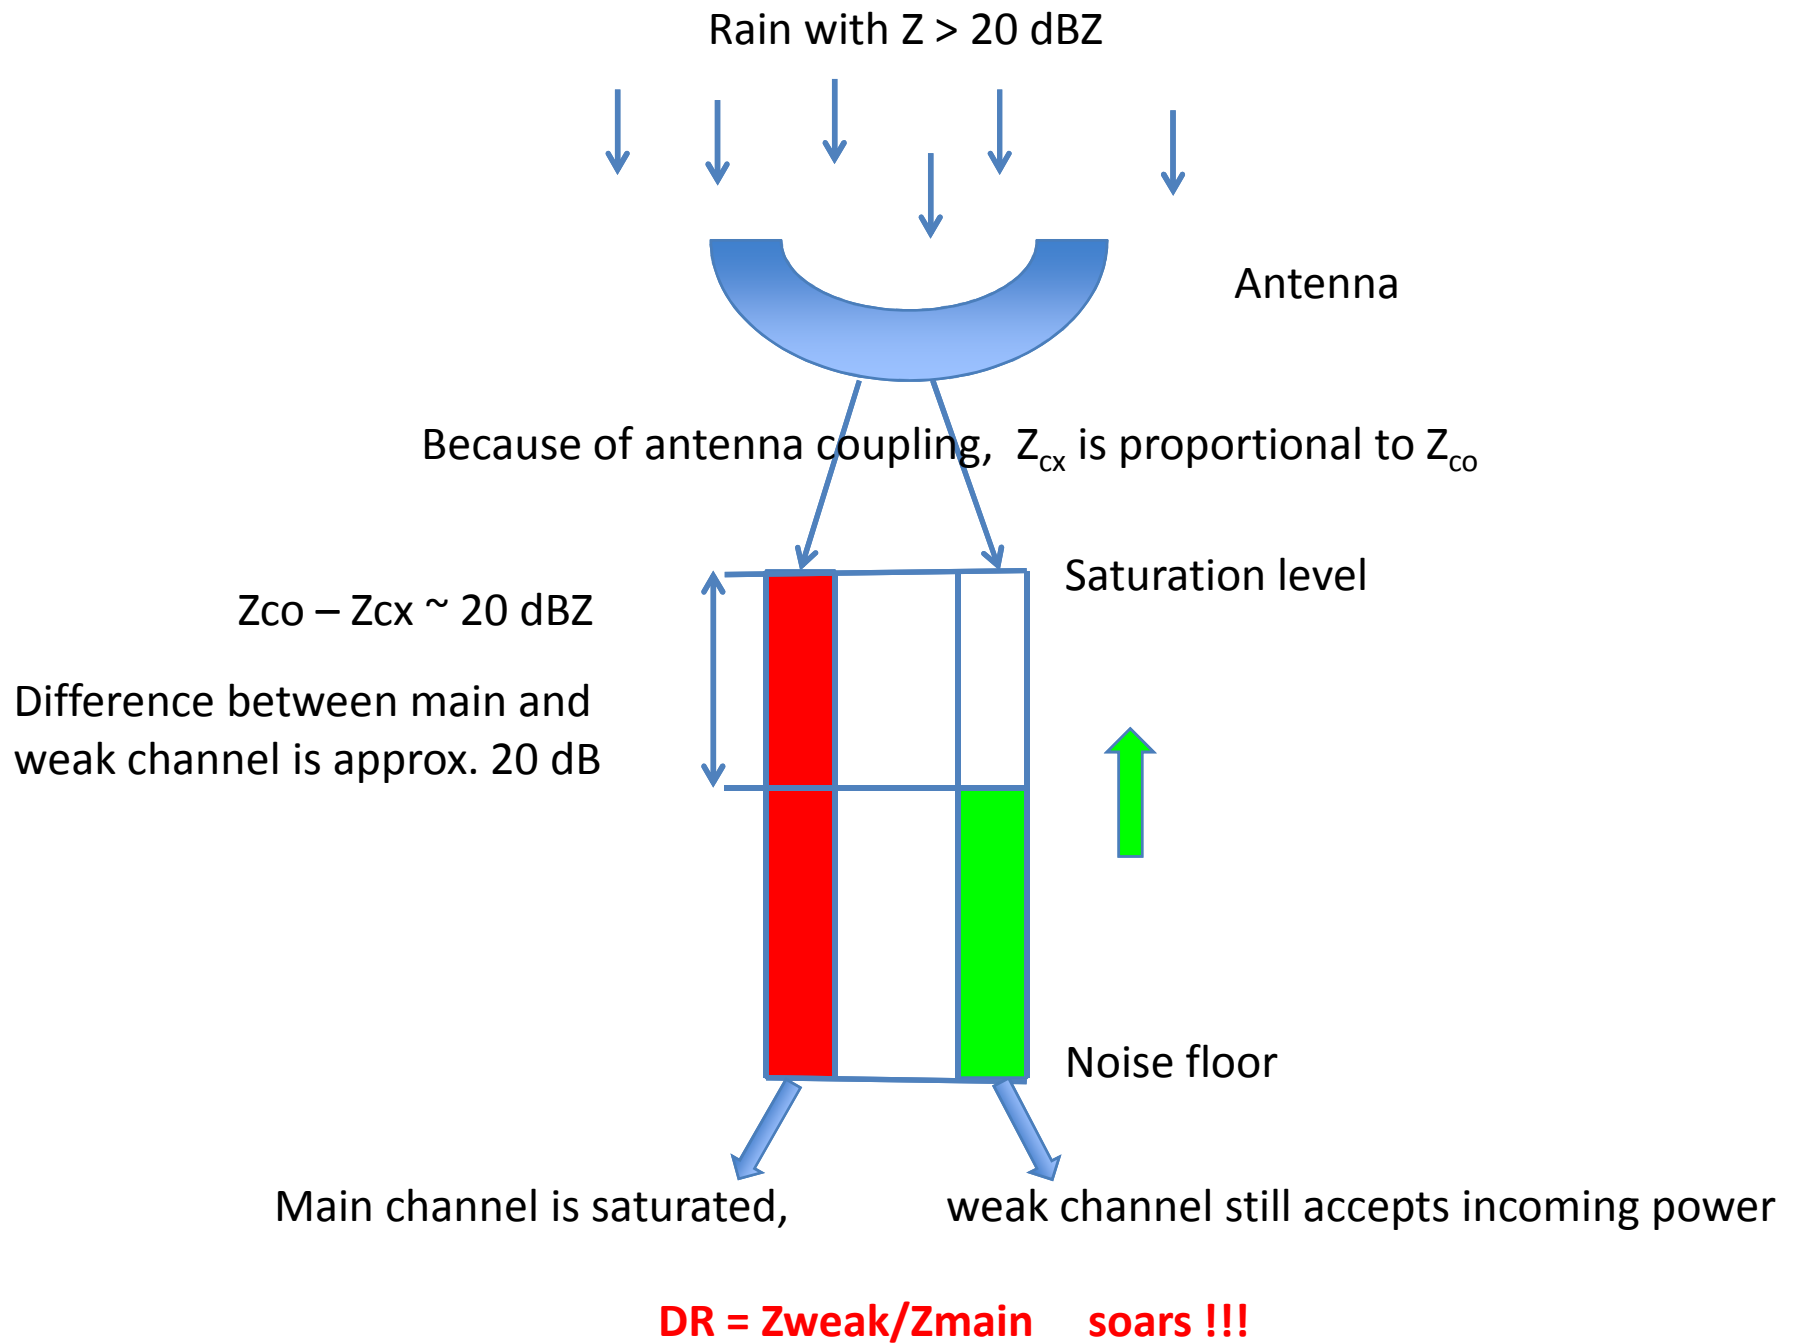 Rain with Z > 20 dBZ
Antenna
Because of antenna coupling, Zcx is proportional to Zco
Saturation level
Zco – Zcx ~ 20 dBZ
Difference between main and
weak channel is approx. 20 dB
Noise floor
Main channel is saturated, weak channel still accepts incoming power
DR = Zweak/Zmain soars !!!